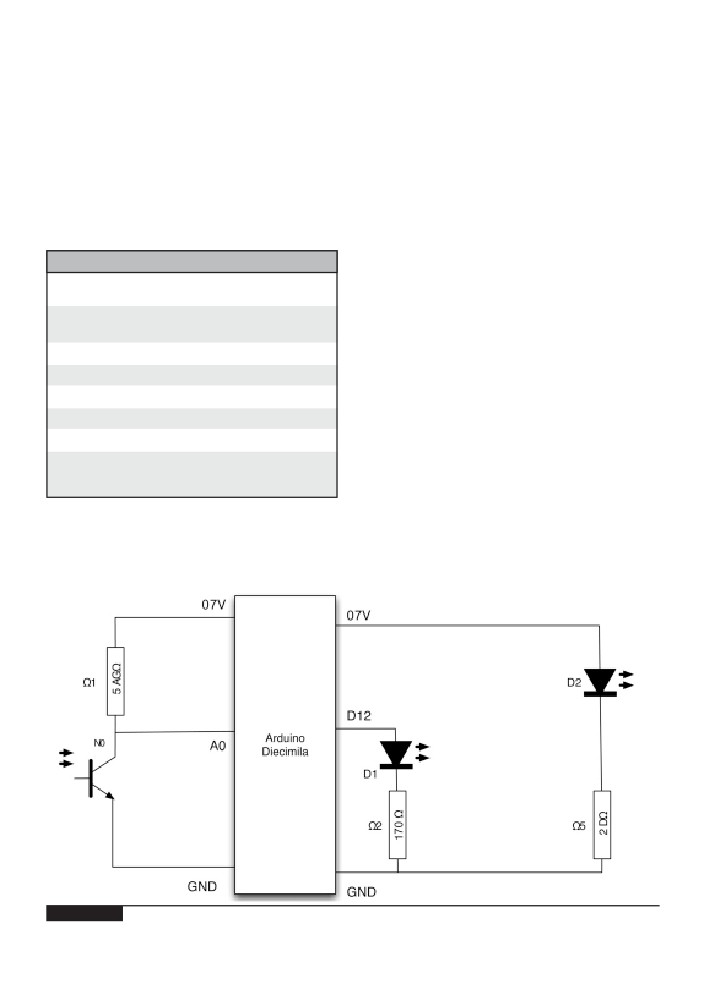 07V
07V
Ω1
5 AGΩ
D2
D12
N0
A0
Arduino
Diecimila
D1
Ω2
170 Ω
Ω5
2 DΩ
GND
GND